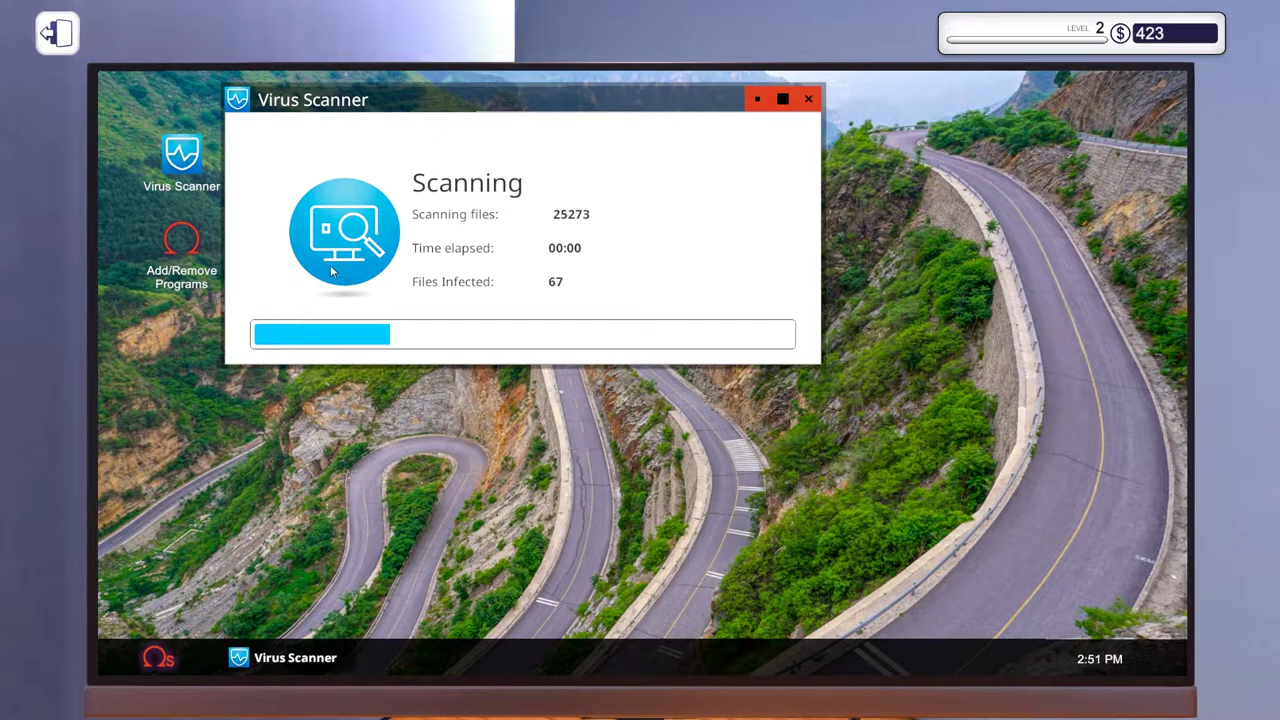 LEVEL 2 $ 423
Virus Scanner
Virus Scanner
Scanning
Scanning files: 25273
Time elapsed: 00:00
Files Infected: 67
Add/Remove
Programs
Ωs Virus Scanner 2:51 PM